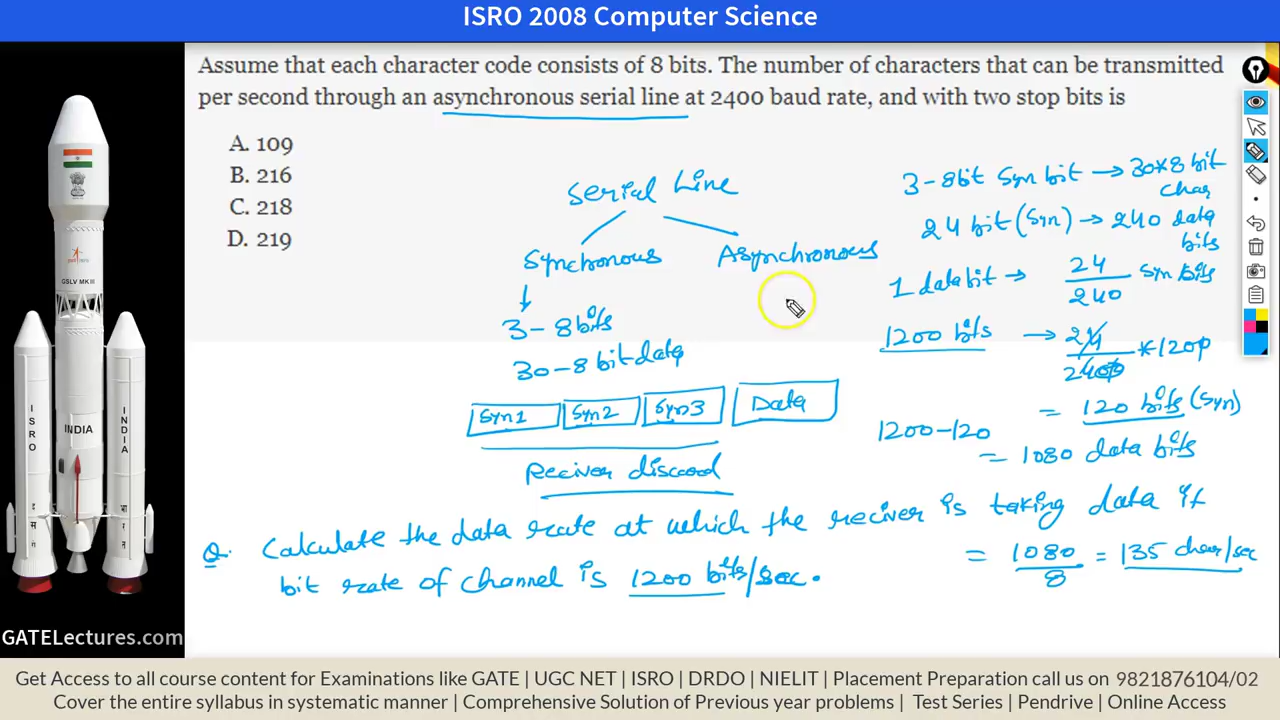 ISRO 2008 Computer Science
Assume that each character code consists of 8 bits. The number of characters that can be transmitted
per second through an asynchronous serial line at 2400 baud rate, and with two stop bits is
A. 109
B. 216
C. 218
D. 219
Serial Line
Synchronous
Asynchronous
3 - 8 bits
30 - 8 bit data
Syn1 Syn2 Syn3 Data
Reciver discard
3-8bit Syn bit → 30*8 bit
char
24 bit (Syn) → 240 data
bits
1 data bit → 24/240 Syn bits
1200 bits → 24/240 * 1200
= 120 bits (Syn)
1200-120
= 1080 data bits
= 1080/8 = 135 char/sec
Q. Calculate the data rate at which the reciver is taking data if
bit rate of channel is 1200 bits/sec.
GSLV MK III
ISRO
INDIA
INDIA
GATELectures.com
Get Access to all course content for Examinations like GATE | UGC NET | ISRO | DRDO | NIELIT | Placement Preparation call us on 9821876104/02
Cover the entire syllabus in systematic manner | Comprehensive Solution of Previous year problems | Test Series | Pendrive | Online Access